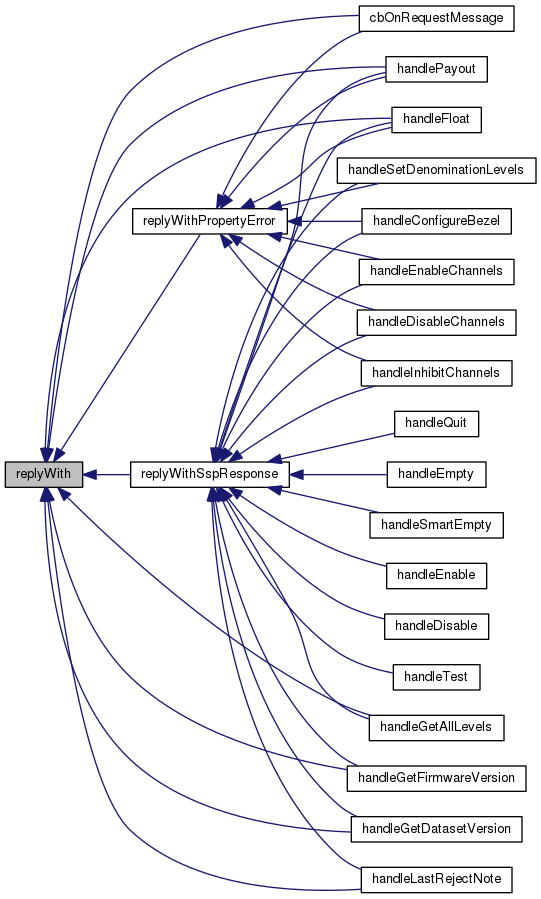 cbOnRequestMessage
handlePayout
handleFloat
handleSetDenominationLevels
replyWithPropertyError
handleConfigureBezel
handleEnableChannels
handleDisableChannels
handleInhibitChannels
handleQuit
replyWith
replyWithSspResponse
handleEmpty
handleSmartEmpty
handleEnable
handleDisable
handleTest
handleGetAllLevels
handleGetFirmwareVersion
handleGetDatasetVersion
handleLastRejectNote